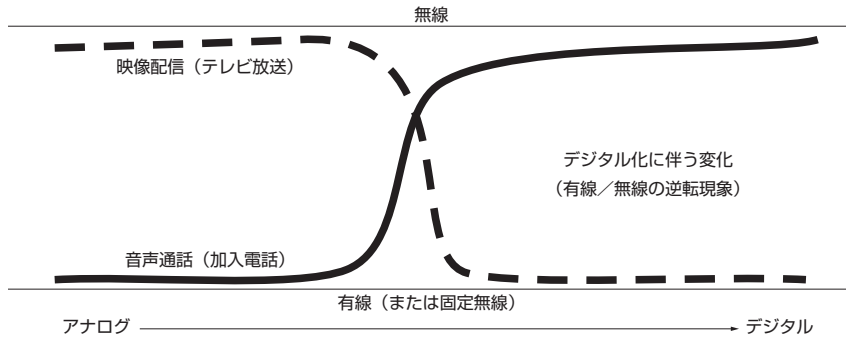 無線
映像配信（テレビ放送）
デジタル化に伴う変化
（有線／無線の逆転現象）
音声通話（加入電話）
有線（または固定無線）
アナログ
デジタル